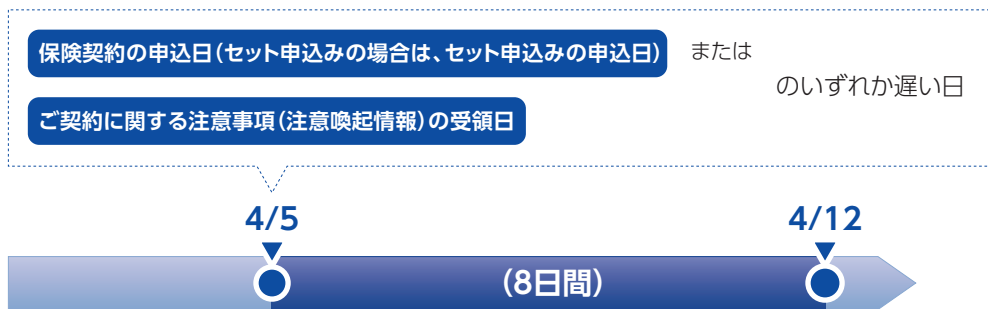 保険契約の申込日(セット申込みの場合は、セット申込みの申込日) または
のいずれか遅い日
ご契約に関する注意事項(注意喚起情報)の受領日
4/5 4/12
(8日間)